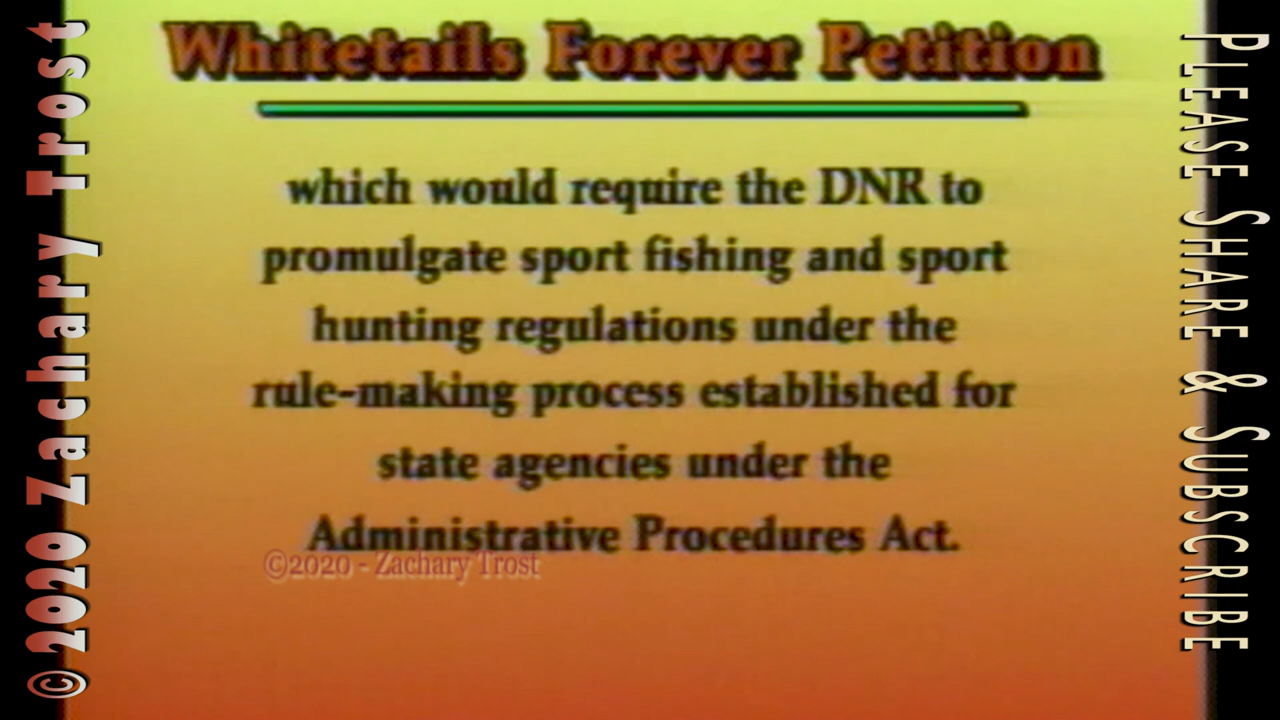 Whitetails Forever Petition
which would require the DNR to
promulgate sport fishing and sport
hunting regulations under the
rule-making process established for
state agencies under the
Administrative Procedures Act.
©2020 - Zachary Trost
© 2020 Zachary Trost
Please Share & Subscribe